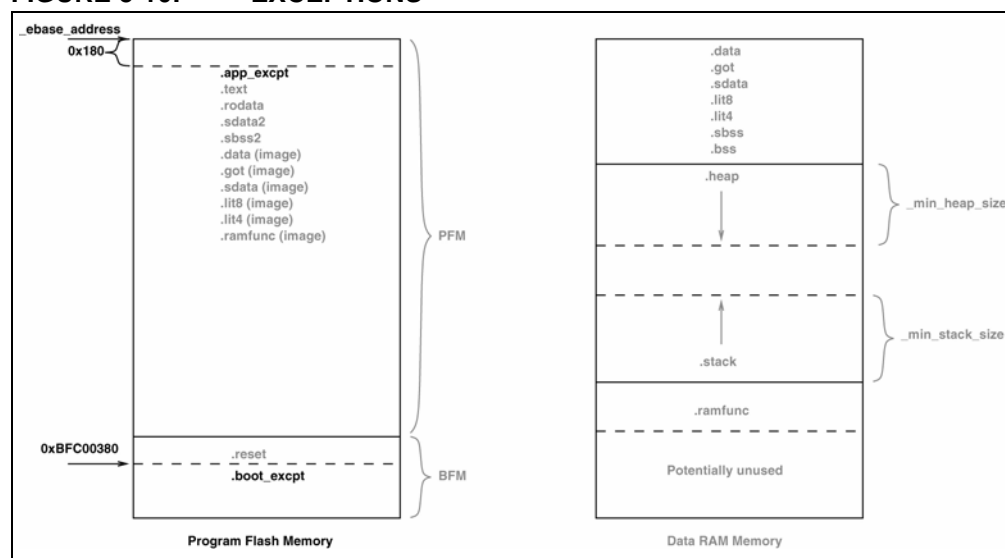 _ebase_address
0x180
.app_excpt
.text
.rodata
.sdata2
.sbss2
.data (image)
.got (image)
.sdata (image)
.lit8 (image)
.lit4 (image)
.ramfunc (image)
PFM
0xBFC00380
.reset
.boot_excpt
BFM
Program Flash Memory
.data
.got
.sdata
.lit8
.lit4
.sbss
.bss
.heap
_min_heap_size
_min_stack_size
.stack
.ramfunc
Potentially unused
Data RAM Memory